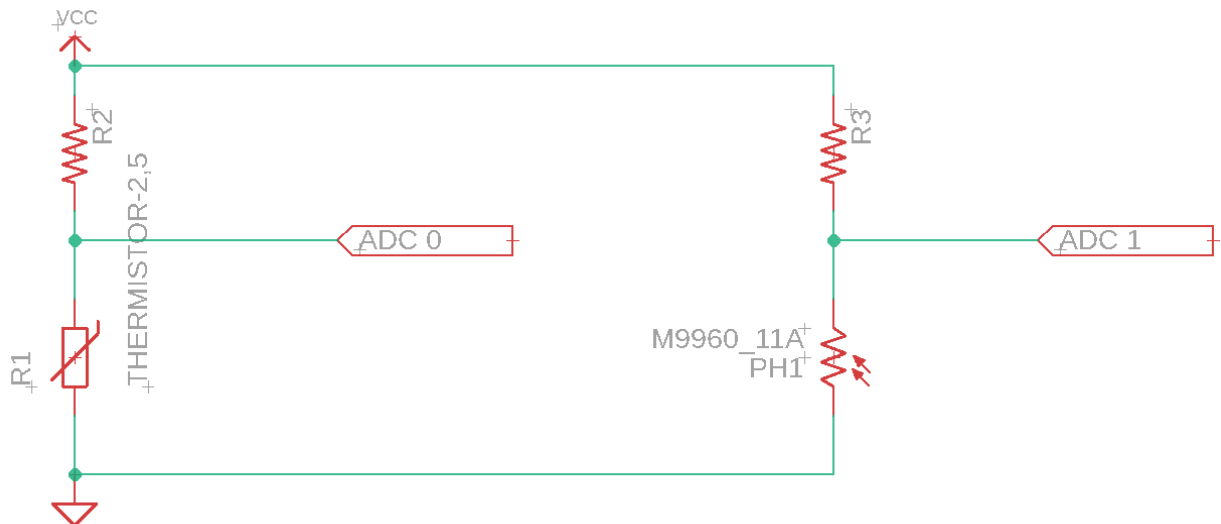 VCC
R2
R3
THERMISTOR-2,5
ADC 0
ADC 1
R1
M9960_11A
PH1